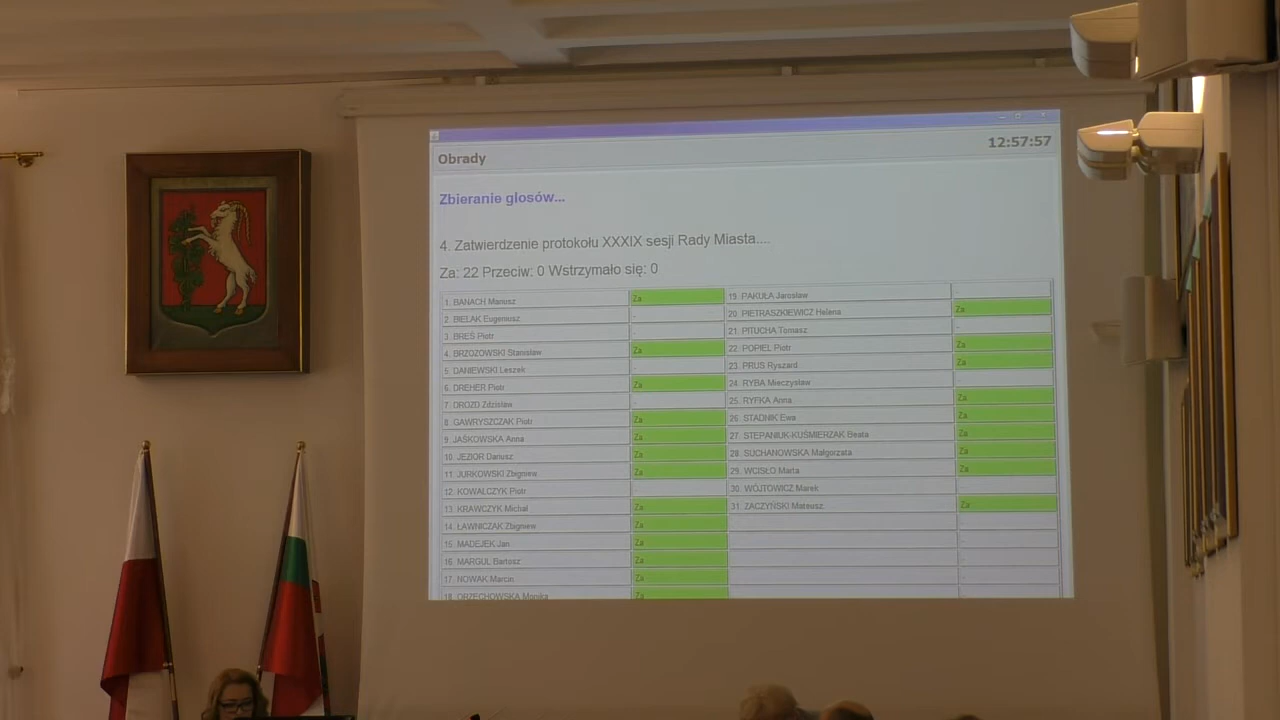 Obrady
12:57:57
Zbieranie głosów...
4. Zatwierdzenie protokołu XXXIX sesji Rady Miasta....
Za: 22 Przeciw: 0 Wstrzymało się: 0
1. BANACH Mariusz Za
2. BIELAK Eugeniusz -
3. BREŚ Piotr -
4. BRZOZOWSKI Stanisław Za
5. DANIEWSKI Leszek -
6. DREHER Piotr Za
7. DROZD Zdzisław -
8. GAWRYSZCZAK Piotr Za
9. JAŚKOWSKA Anna Za
10. JEZIOR Dariusz Za
11. JURKOWSKI Zbigniew Za
12. KOWALCZYK Piotr -
13. KRAWCZYK Michał Za
14. ŁAWNICZAK Zbigniew Za
15. MADEJEK Jan Za
16. MARGUL Bartosz Za
17. NOWAK Marcin Za
18. ORZECHOWSKA Monika Za
19. PAKUŁA Jarosław -
20. PIETRASZKIEWICZ Helena Za
21. PITUCHA Tomasz -
22. POPIEL Piotr Za
23. PRUS Ryszard Za
24. RYBA Mieczysław -
25. RYFKA Anna Za
26. STADNIK Ewa Za
27. STEPANIUK-KUŚMIERZAK Beata Za
28. SUCHANOWSKA Małgorzata Za
29. WCISŁO Marta Za
30. WÓJTOWICZ Marek -
31. ZACZYŃSKI Mateusz Za